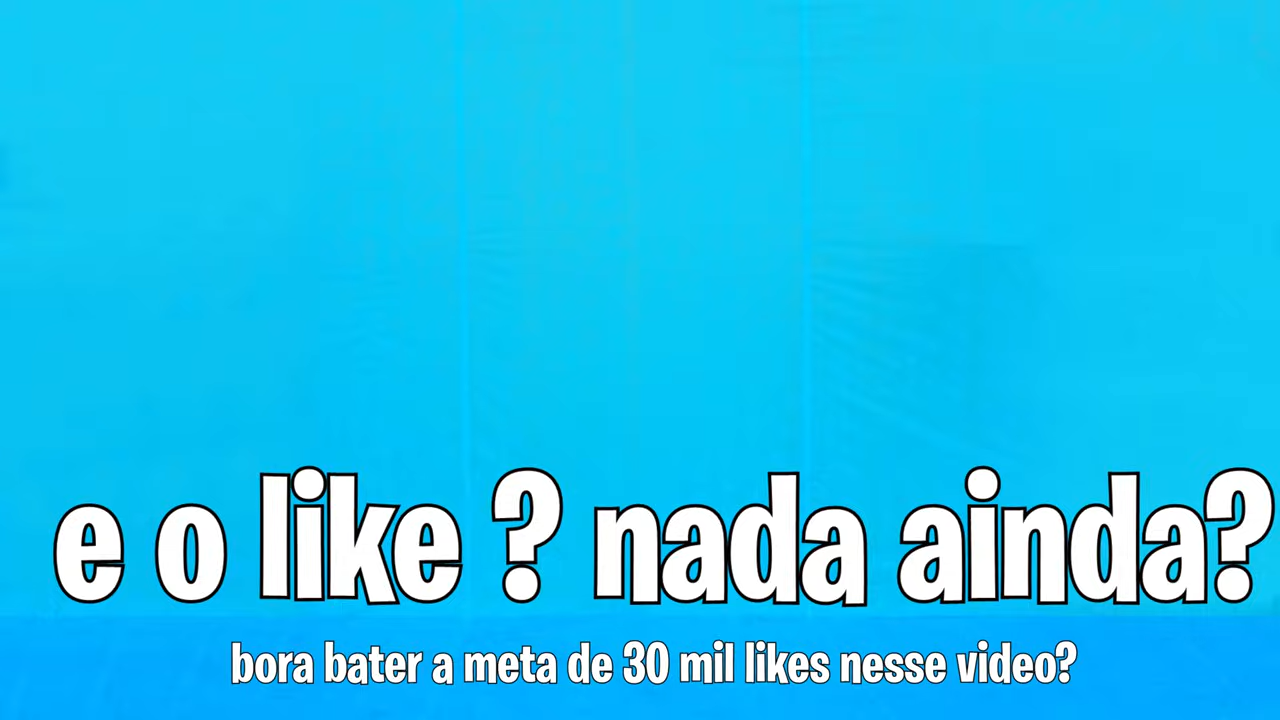 e o like ? nada ainda?
bora bater a meta de 30 mil likes nesse video?